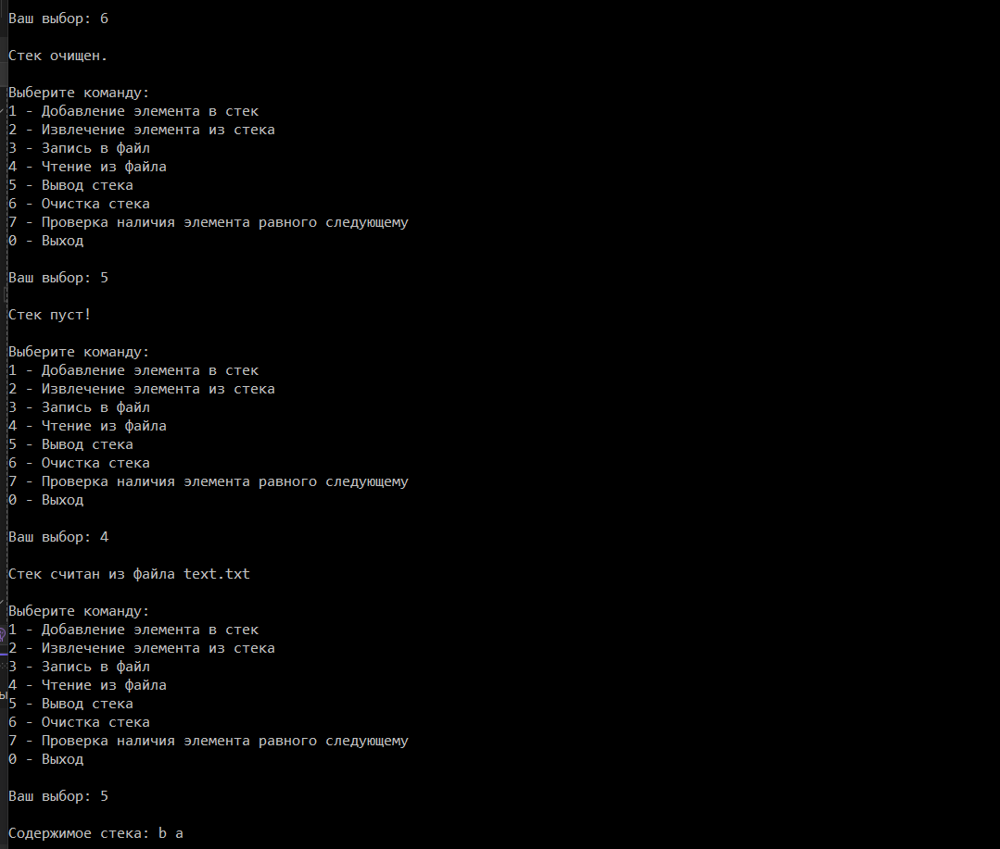 Ваш выбор: 6
Стек очищен.
Выберите команду:
1 - Добавление элемента в стек
2 - Извлечение элемента из стека
3 - Запись в файл
4 - Чтение из файла
5 - Вывод стека
6 - Очистка стека
7 - Проверка наличия элемента равного следующему
0 - Выход
Ваш выбор: 5
Стек пуст!
Выберите команду:
1 - Добавление элемента в стек
2 - Извлечение элемента из стека
3 - Запись в файл
4 - Чтение из файла
5 - Вывод стека
6 - Очистка стека
7 - Проверка наличия элемента равного следующему
0 - Выход
Ваш выбор: 4
Стек считан из файла text.txt
Выберите команду:
1 - Добавление элемента в стек
2 - Извлечение элемента из стека
3 - Запись в файл
4 - Чтение из файла
5 - Вывод стека
6 - Очистка стека
7 - Проверка наличия элемента равного следующему
0 - Выход
Ваш выбор: 5
Содержимое стека: b a